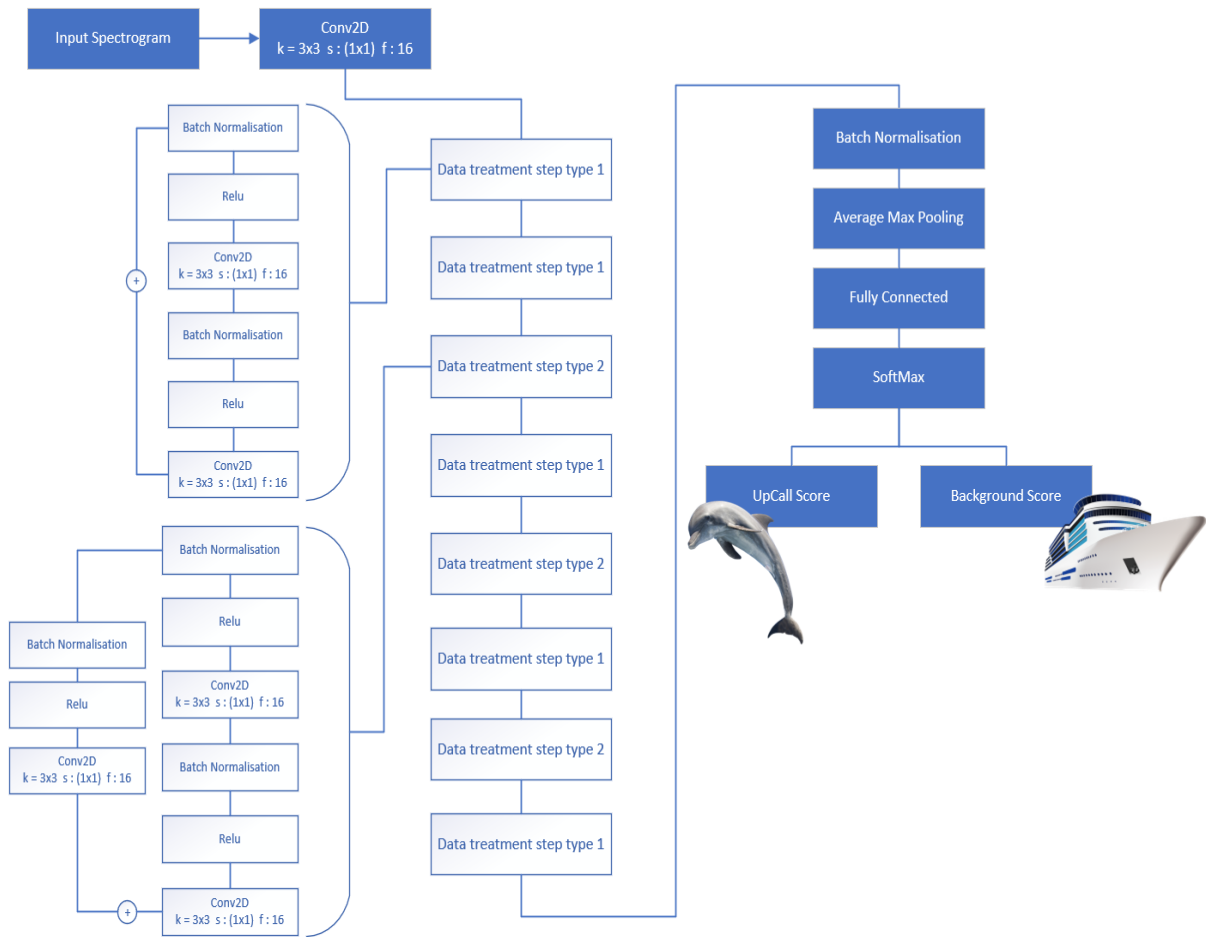 Input Spectrogram
Conv2D
k = 3x3 s : (1x1) f : 16
Batch Normalisation
Relu
Conv2D
k = 3x3 s : (1x1) f : 16
Batch Normalisation
Relu
Conv2D
k = 3x3 s : (1x1) f : 16
+
Batch Normalisation
Relu
Conv2D
k = 3x3 s : (1x1) f : 16
Batch Normalisation
Relu
Conv2D
k = 3x3 s : (1x1) f : 16
Batch Normalisation
Relu
Conv2D
k = 3x3 s : (1x1) f : 16
+
Data treatment step type 1
Data treatment step type 1
Data treatment step type 2
Data treatment step type 1
Data treatment step type 2
Data treatment step type 1
Data treatment step type 2
Data treatment step type 1
Batch Normalisation
Average Max Pooling
Fully Connected
SoftMax
UpCall Score
Background Score